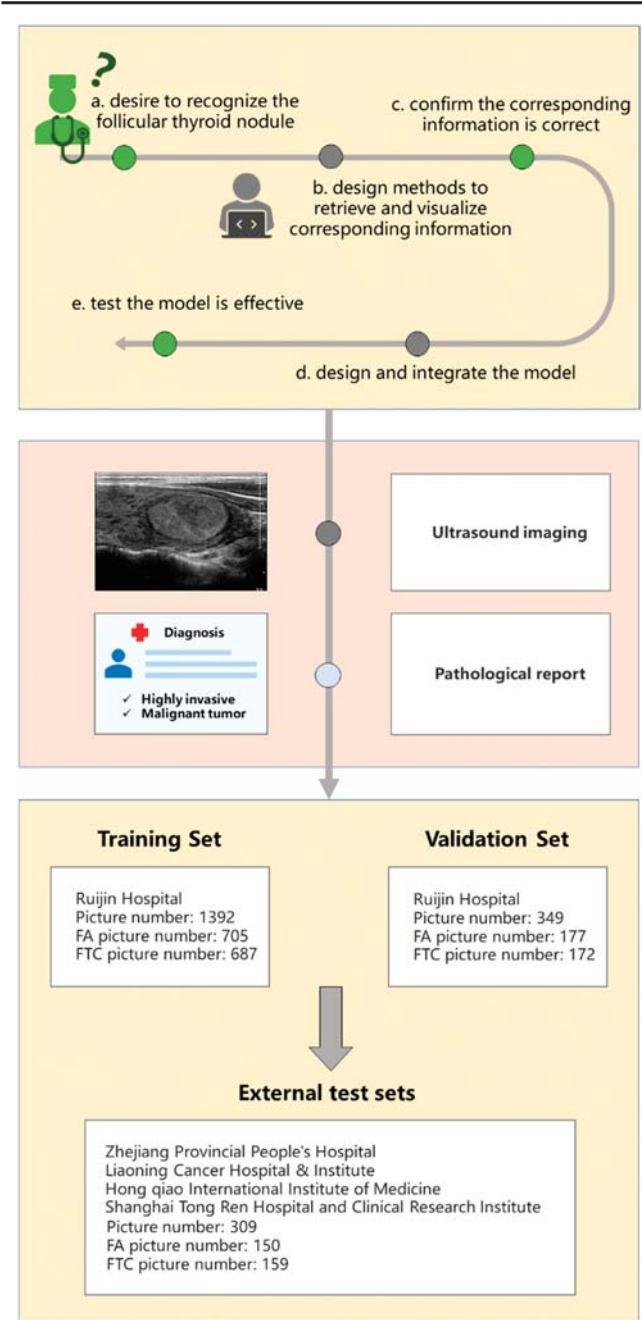 ?
a. desire to recognize the
follicular thyroid nodule
c. confirm the corresponding
information is correct
b. design methods to
retrieve and visualize
corresponding information
< >
e. test the model is effective
d. design and integrate the model
Ultrasound imaging
Diagnosis
✓ Highly invasive
✓ Malignant tumor
Pathological report
Training Set
Ruijin Hospital
Picture number: 1392
FA picture number: 705
FTC picture number: 687
Validation Set
Ruijin Hospital
Picture number: 349
FA picture number: 177
FTC picture number: 172
External test sets
Zhejiang Provincial People's Hospital
Liaoning Cancer Hospital & Institute
Hong qiao International Institute of Medicine
Shanghai Tong Ren Hospital and Clinical Research Institute
Picture number: 309
FA picture number: 150
FTC picture number: 159